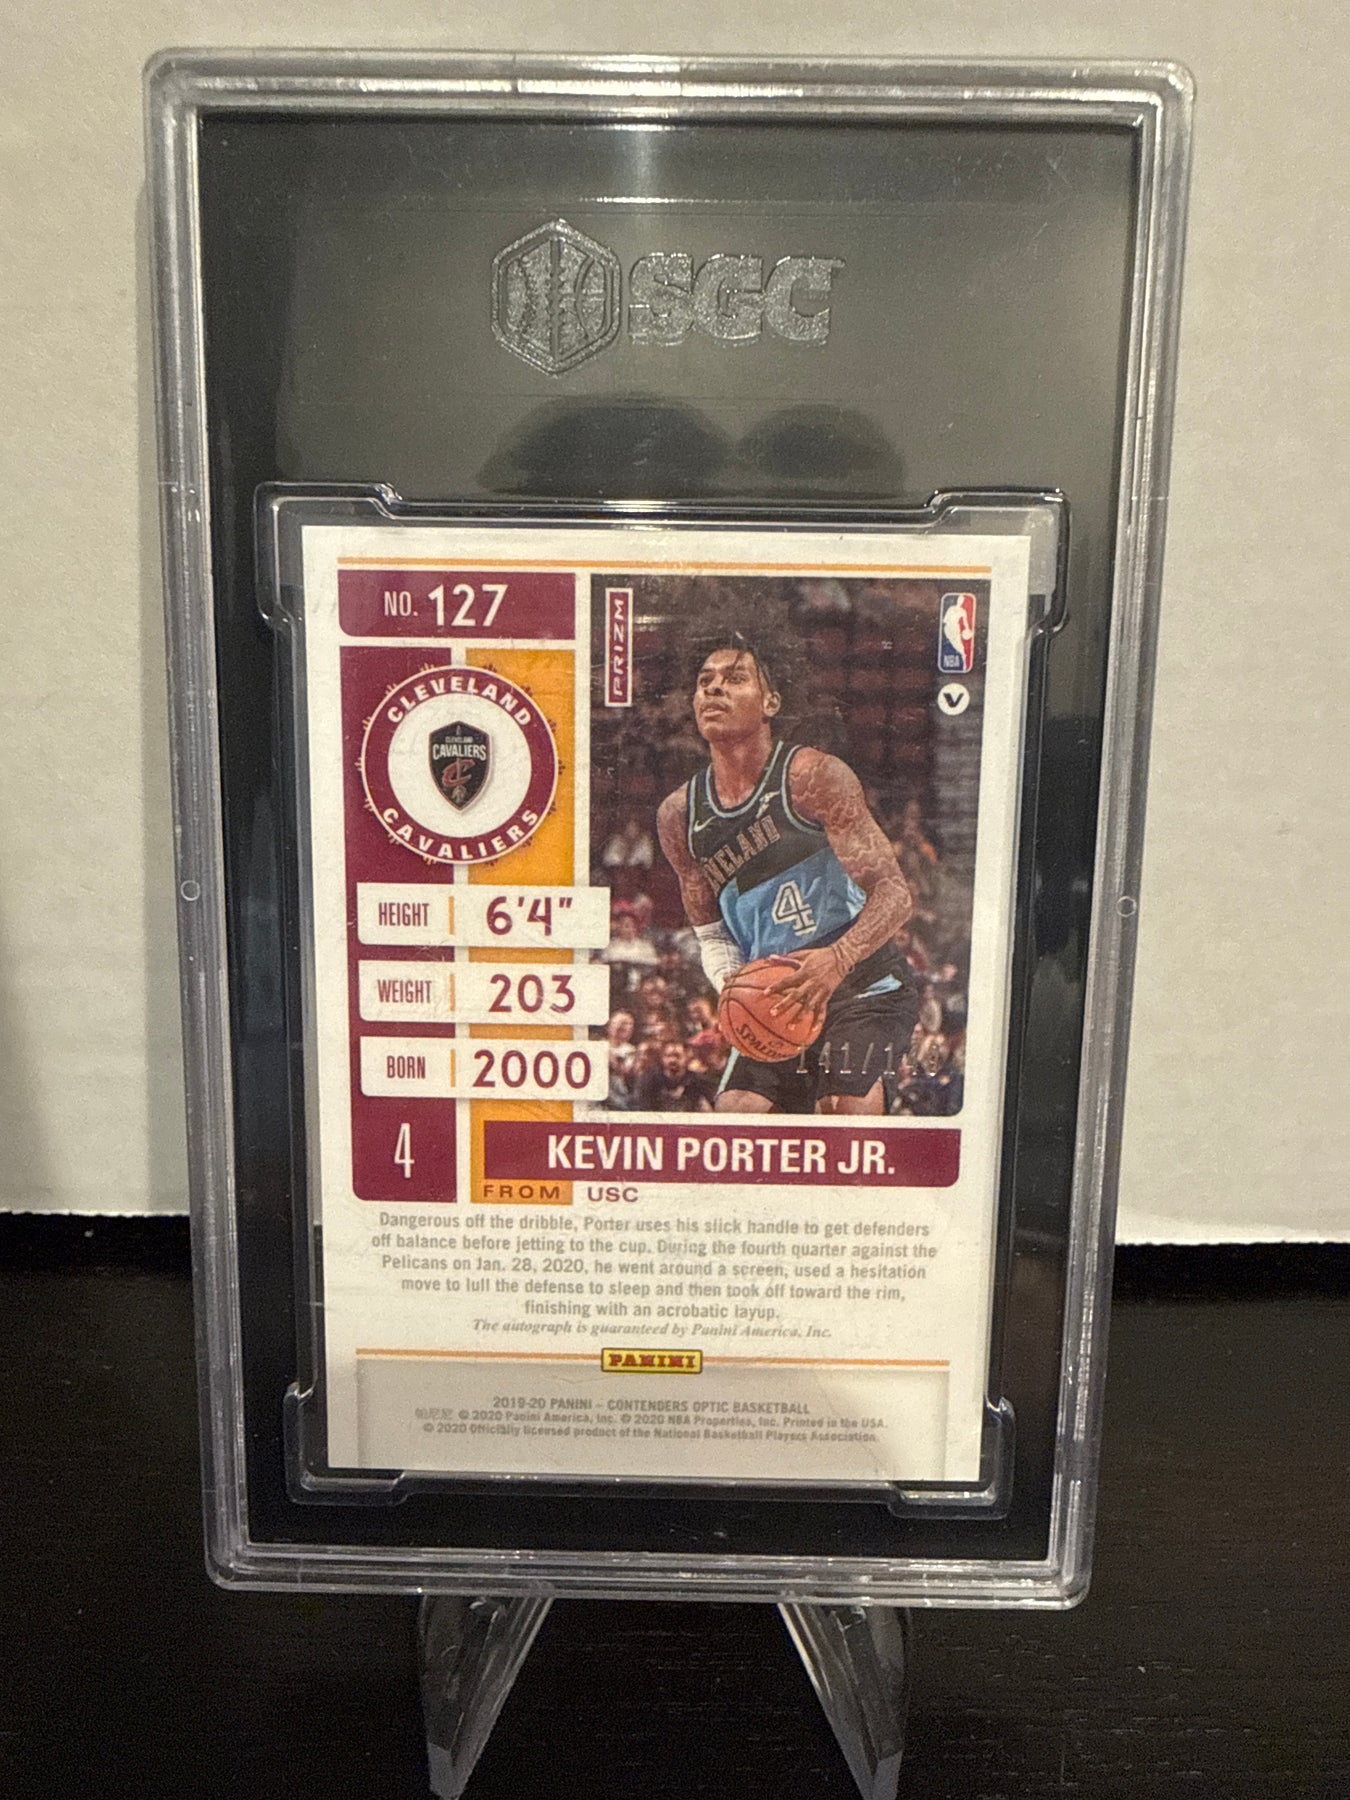 SGC
NO. 127
PRIZM
NBA
V
CLEVELAND
CLEVELAND
CAVALIERS
C
CAVALIERS
VELAND
4
SPALDING
HEIGHT 6'4"
WEIGHT 203
BORN 2000
4
KEVIN PORTER JR.
FROM USC
Dangerous off the dribble, Porter uses his slick handle to get defenders
off balance before jetting to the cup. During the fourth quarter against the
Pelicans on Jan. 28, 2020, he went around a screen, used a hesitation
move to lull the defense to sleep and then took off toward the rim,
finishing with an acrobatic layup.
The autograph is guaranteed by Panini America, Inc.
PANINI
2019-20 PANINI – CONTENDERS OPTIC BASKETBALL
© 2020 Panini America, Inc. © 2020 NBA Properties, Inc. Printed in the USA.
© 2020 Officially licensed product of the National Basketball Players Association.